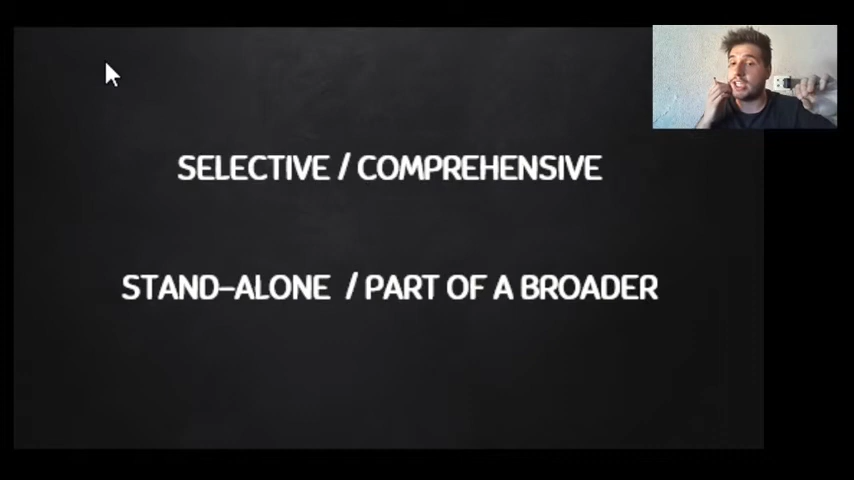 SELECTIVE / COMPREHENSIVE
STAND-ALONE / PART OF A BROADER